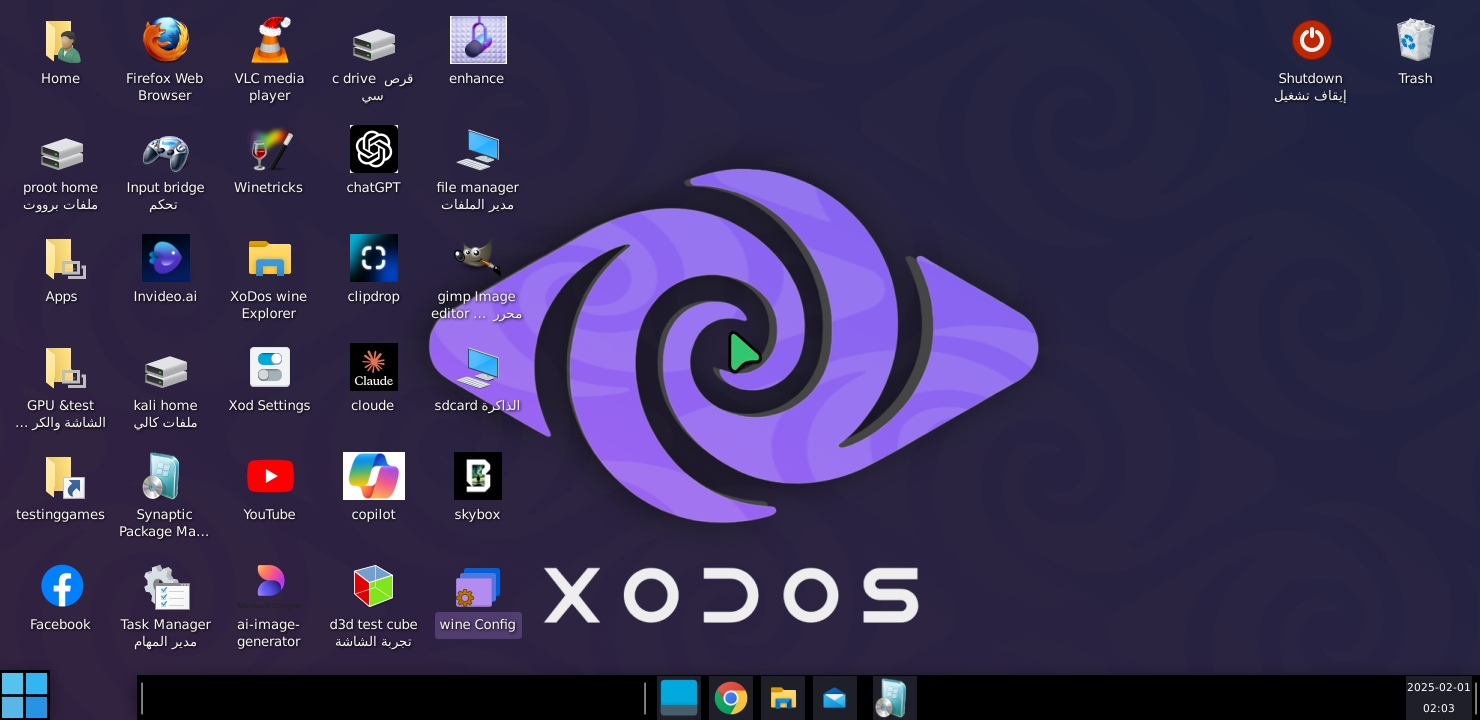 Home
Firefox Web
Browser
VLC media
player
c drive قرص
سي
enhance
Shutdown
إيقاف تشغيل
Trash
proot home
ملفات برووت
Input bridge
تحكم
Winetricks
chatGPT
file manager
مدير الملفات
Apps
Invideo.ai
XoDos wine
Explorer
clipdrop
gimp Image
editor ... محرر
GPU &test
الشاشة والكر ...
kali home
ملفات كالي
Xod Settings
Claude
cloude
sdcard الذاكرة
testinggames
Synaptic
Package Ma...
YouTube
copilot
skybox
Facebook
Task Manager
مدير المهام
ai-image-
generator
d3d test cube
تجربة الشاشة
wine Config
XODOS
2025-02-01
02:03